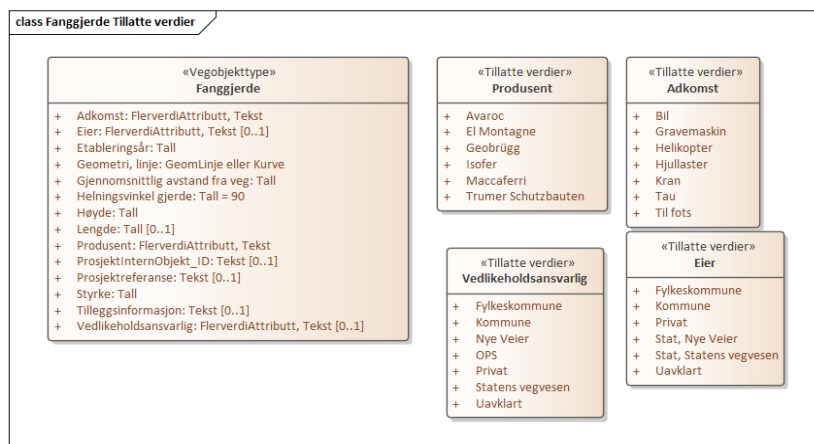 class Fanggjerde Tillatte verdier
«Vegobjekttype»
Fanggjerde
+ Adkomst: FlerverdiAttributt, Tekst
+ Eier: FlerverdiAttributt, Tekst [0..1]
+ Etableringsår: Tall
+ Geometri, linje: GeomLinje eller Kurve
+ Gjennomsnittlig avstand fra veg: Tall
+ Helningsvinkel gjerde: Tall = 90
+ Høyde: Tall
+ Lengde: Tall [0..1]
+ Produsent: FlerverdiAttributt, Tekst
+ ProsjektInternObjekt_ID: Tekst [0..1]
+ Prosjektreferanse: Tekst [0..1]
+ Styrke: Tall
+ Tilleggsinformasjon: Tekst [0..1]
+ Vedlikeholdsansvarlig: FlerverdiAttributt, Tekst [0..1]
«Tillatte verdier»
Produsent
+ Avaroc
+ El Montagne
+ Geobrügg
+ Isofer
+ Maccaferri
+ Trumer Schutzbauten
«Tillatte verdier»
Adkomst
+ Bil
+ Gravemaskin
+ Helikopter
+ Hjullaster
+ Kran
+ Tau
+ Til fots
«Tillatte verdier»
Vedlikeholdsansvarlig
+ Fylkeskommune
+ Kommune
+ Nye Veier
+ OPS
+ Privat
+ Statens vegvesen
+ Uavklart
«Tillatte verdier»
Eier
+ Fylkeskommune
+ Kommune
+ Privat
+ Stat, Nye Veier
+ Stat, Statens vegvesen
+ Uavklart